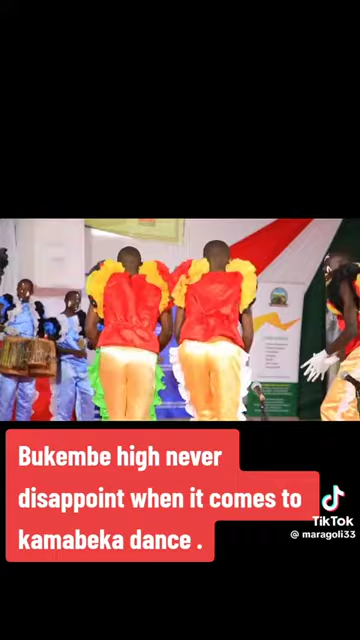 Bukembe high never
disappoint when it comes to
kamabeka dance .
TikTok
@ maragoli33